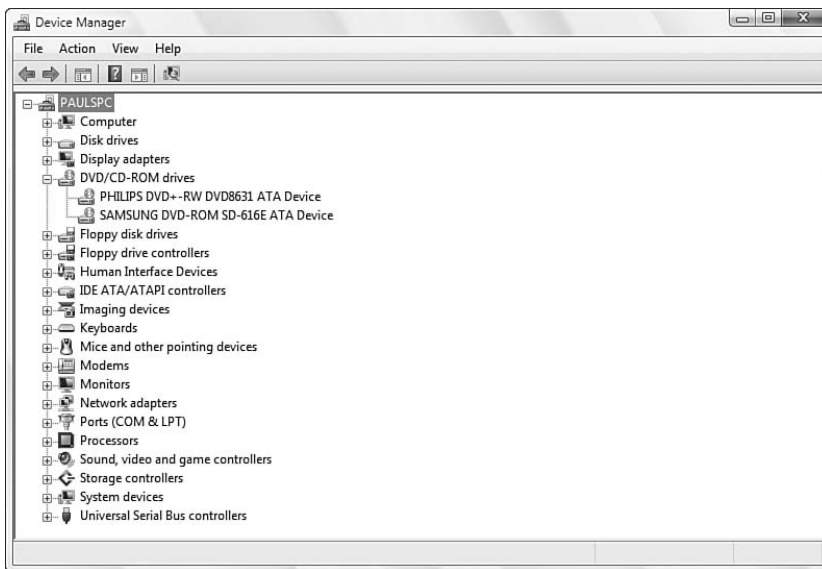 Device Manager
File Action View Help
PAULSPC
Computer
Disk drives
Display adapters
DVD/CD-ROM drives
PHILIPS DVD+-RW DVD8631 ATA Device
SAMSUNG DVD-ROM SD-616E ATA Device
Floppy disk drives
Floppy drive controllers
Human Interface Devices
IDE ATA/ATAPI controllers
Imaging devices
Keyboards
Mice and other pointing devices
Modems
Monitors
Network adapters
Ports (COM & LPT)
Processors
Sound, video and game controllers
Storage controllers
System devices
Universal Serial Bus controllers